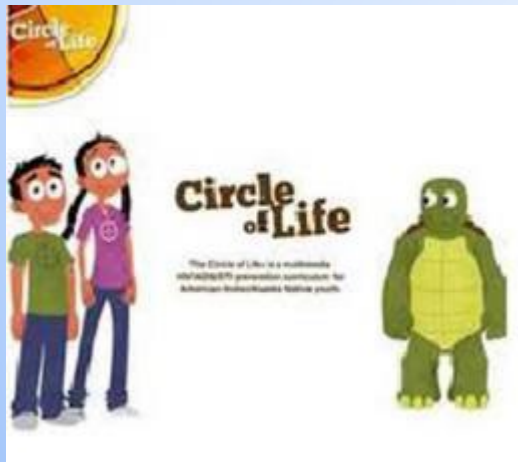 Circle
of Life
Circle
of Life
The Circle of Life is a multimedia
HIV/AIDS/STI prevention curriculum for
American Indian/Alaska Native youth.